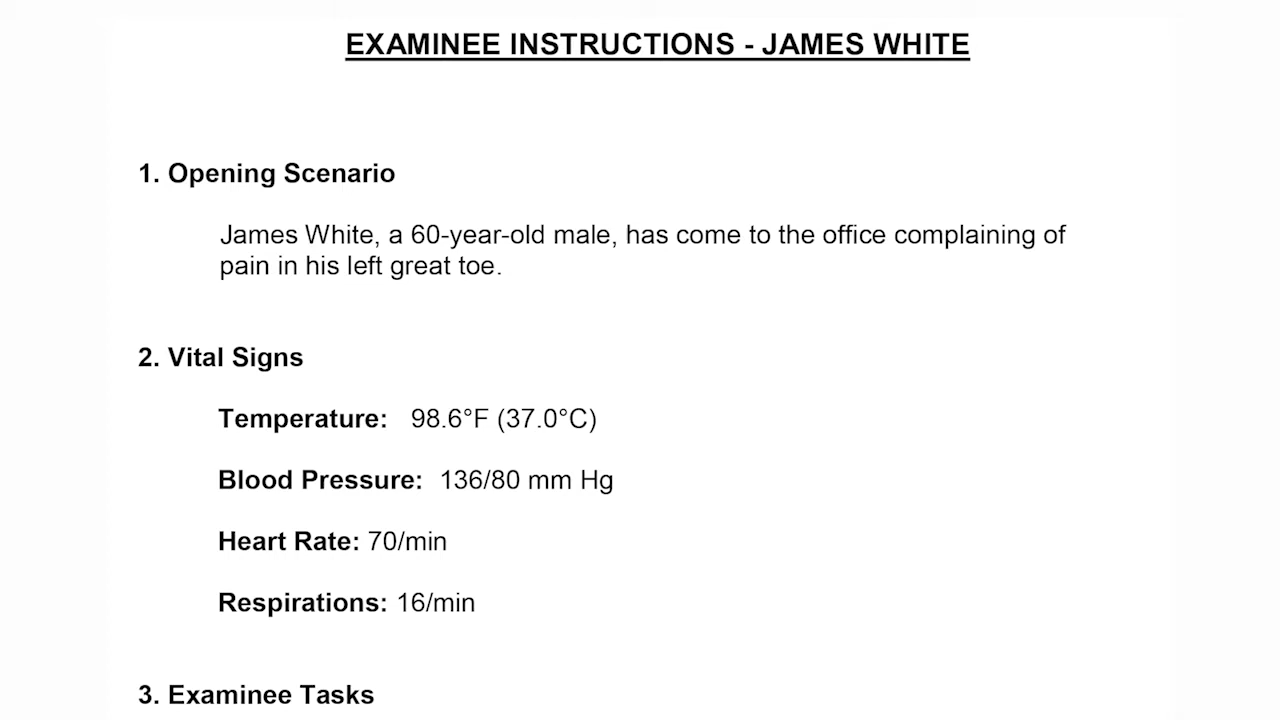 EXAMINEE INSTRUCTIONS - JAMES WHITE
1. Opening Scenario
James White, a 60-year-old male, has come to the office complaining of
pain in his left great toe.
2. Vital Signs
Temperature: 98.6°F (37.0°C)
Blood Pressure: 136/80 mm Hg
Heart Rate: 70/min
Respirations: 16/min
3. Examinee Tasks